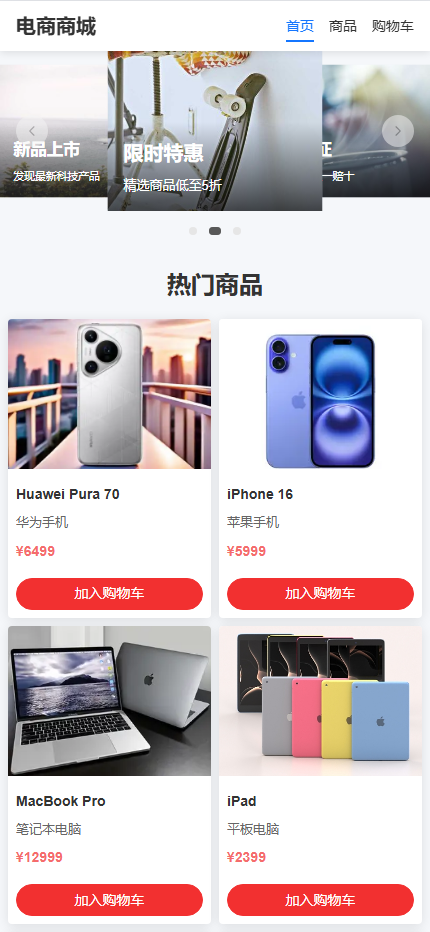 电商商城
首页 商品 购物车
新品上市
发现最新科技产品
限时特惠
精选商品低至5折
证
一赔十
热门商品
Huawei Pura 70
华为手机
¥6499
加入购物车
iPhone 16
苹果手机
¥5999
加入购物车
MacBook Pro
笔记本电脑
¥12999
加入购物车
iPad
平板电脑
¥2399
加入购物车